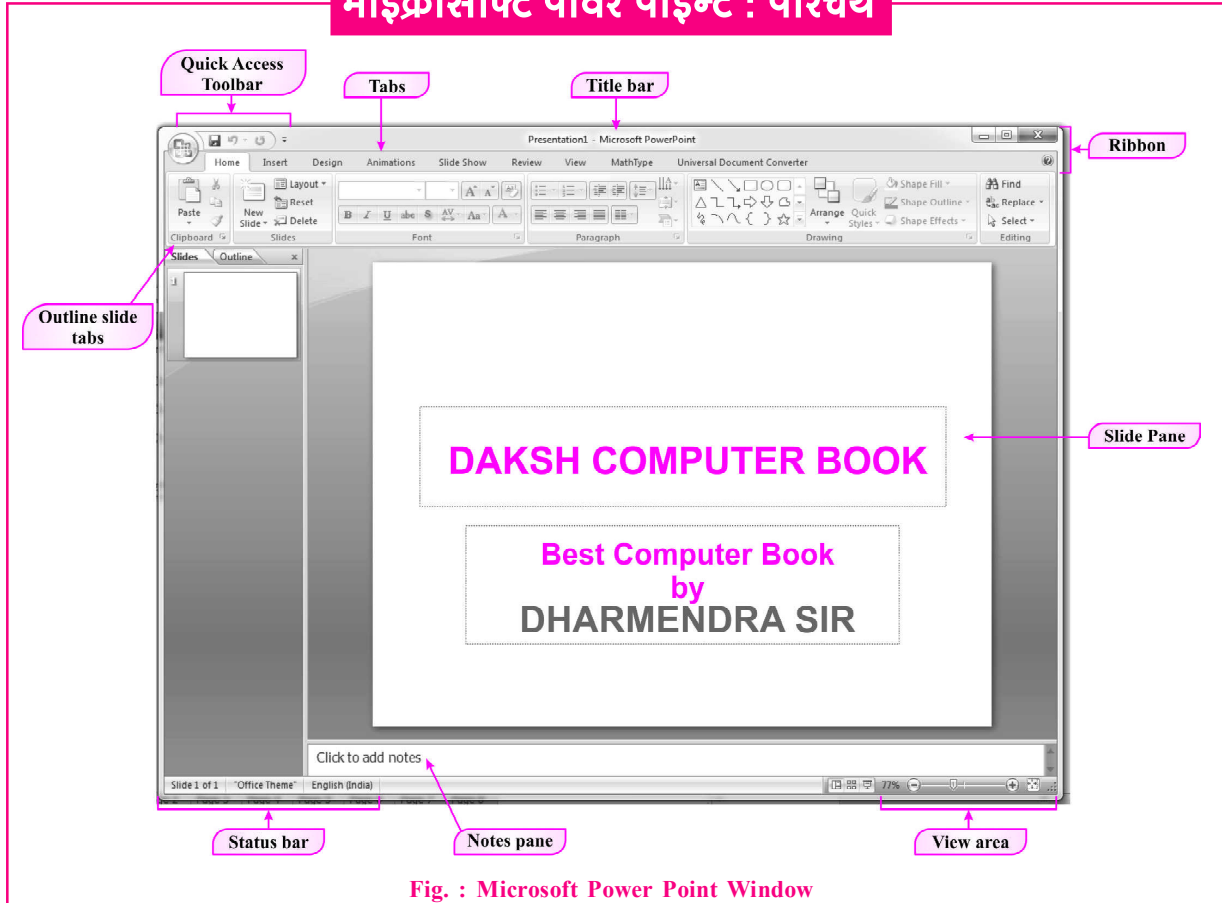 माइक्रोसॉफ्ट पावर पॉइन्ट : परिचय
Quick Access
Toolbar
Tabs
Title bar
Presentation1 - Microsoft PowerPoint
Ribbon
Home Insert Design Animations Slide Show Review View MathType Universal Document Converter
Paste
New
Slide
Layout
Reset
Delete
B I U abe S AV Aa A
Arrange
Quick
Styles
Shape Fill
Shape Outline
Shape Effects
Find
Replace
Select
Clipboard Slides Font Paragraph Drawing Editing
Slides Outline x
1
Outline slide
tabs
DAKSH COMPUTER BOOK
Slide Pane
Best Computer Book
by
DHARMENDRA SIR
Click to add notes
Slide 1 of 1 "Office Theme" English (India) 77%
Status bar
Notes pane
View area
Fig. : Microsoft Power Point Window